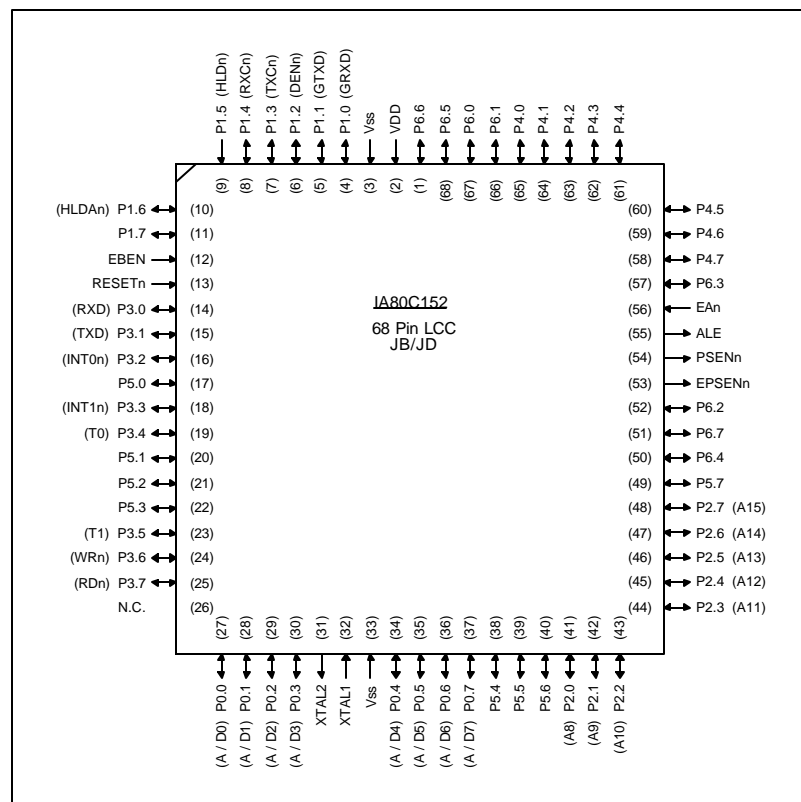 P1.5 (HLDn)
P1.4 (RXCn)
P1.3 (TXCn)
P1.2 (DENn)
P1.1 (GTXD)
P1.0 (GRXD)
Vss
VDD
P6.6
P6.5
P6.0
P6.1
P4.0
P4.1
P4.2
P4.3
P4.4
(9) (8) (7) (6) (5) (4) (3) (2) (1) (68) (67) (66) (65) (64) (63) (62) (61)
(HLDAn) P1.6 (10)
P1.7 (11)
EBEN (12)
RESETn (13)
(RXD) P3.0 (14)
(TXD) P3.1 (15)
(INT0n) P3.2 (16)
P5.0 (17)
(INT1n) P3.3 (18)
(T0) P3.4 (19)
P5.1 (20)
P5.2 (21)
P5.3 (22)
(T1) P3.5 (23)
(WRn) P3.6 (24)
(RDn) P3.7 (25)
N.C. (26)
IA80C152
68 Pin LCC
JB/JD
(60) P4.5
(59) P4.6
(58) P4.7
(57) P6.3
(56) EAn
(55) ALE
(54) PSENn
(53) EPSENn
(52) P6.2
(51) P6.7
(50) P6.4
(49) P5.7
(48) P2.7 (A15)
(47) P2.6 (A14)
(46) P2.5 (A13)
(45) P2.4 (A12)
(44) P2.3 (A11)
(27) (28) (29) (30) (31) (32) (33) (34) (35) (36) (37) (38) (39) (40) (41) (42) (43)
(A / D0) P0.0
(A / D1) P0.1
(A / D2) P0.2
(A / D3) P0.3
XTAL2
XTAL1
Vss
(A / D4) P0.4
(A / D5) P0.5
(A / D6) P0.6
(A / D7) P0.7
P5.4
P5.5
P5.6
(A8) P2.0
(A9) P2.1
(A10) P2.2